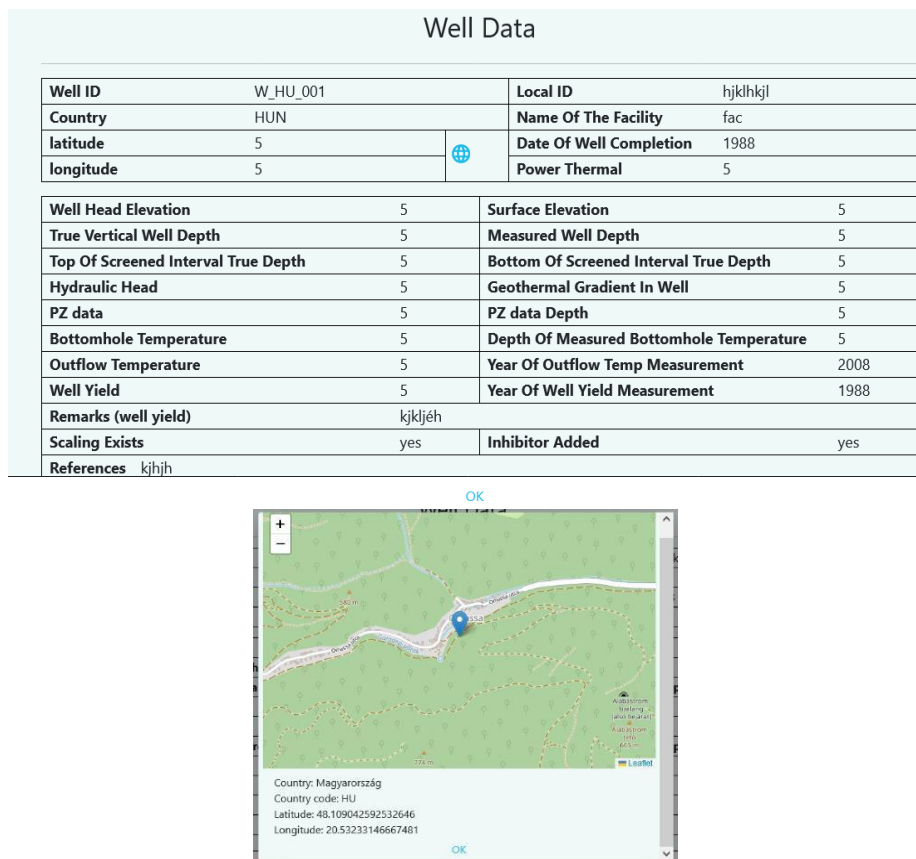 Well Data
Well ID W_HU_001 Local ID hjklhkjl
Country HUN Name Of The Facility fac
latitude 5 Date Of Well Completion 1988
longitude 5 Power Thermal 5
Well Head Elevation 5 Surface Elevation 5
True Vertical Well Depth 5 Measured Well Depth 5
Top Of Screened Interval True Depth 5 Bottom Of Screened Interval True Depth 5
Hydraulic Head 5 Geothermal Gradient In Well 5
PZ data 5 PZ data Depth 5
Bottomhole Temperature 5 Depth Of Measured Bottomhole Temperature 5
Outflow Temperature 5 Year Of Outflow Temp Measurement 2008
Well Yield 5 Year Of Well Yield Measurement 1988
Remarks (well yield) kjkljéh
Scaling Exists yes Inhibitor Added yes
References kjhjh
OK
Well Data
+
−
580 m
Alabástrom
774 m
Leaflet
Country: Magyarország
Country code: HU
Latitude: 48.109042592532646
Longitude: 20.53233146667481
OK